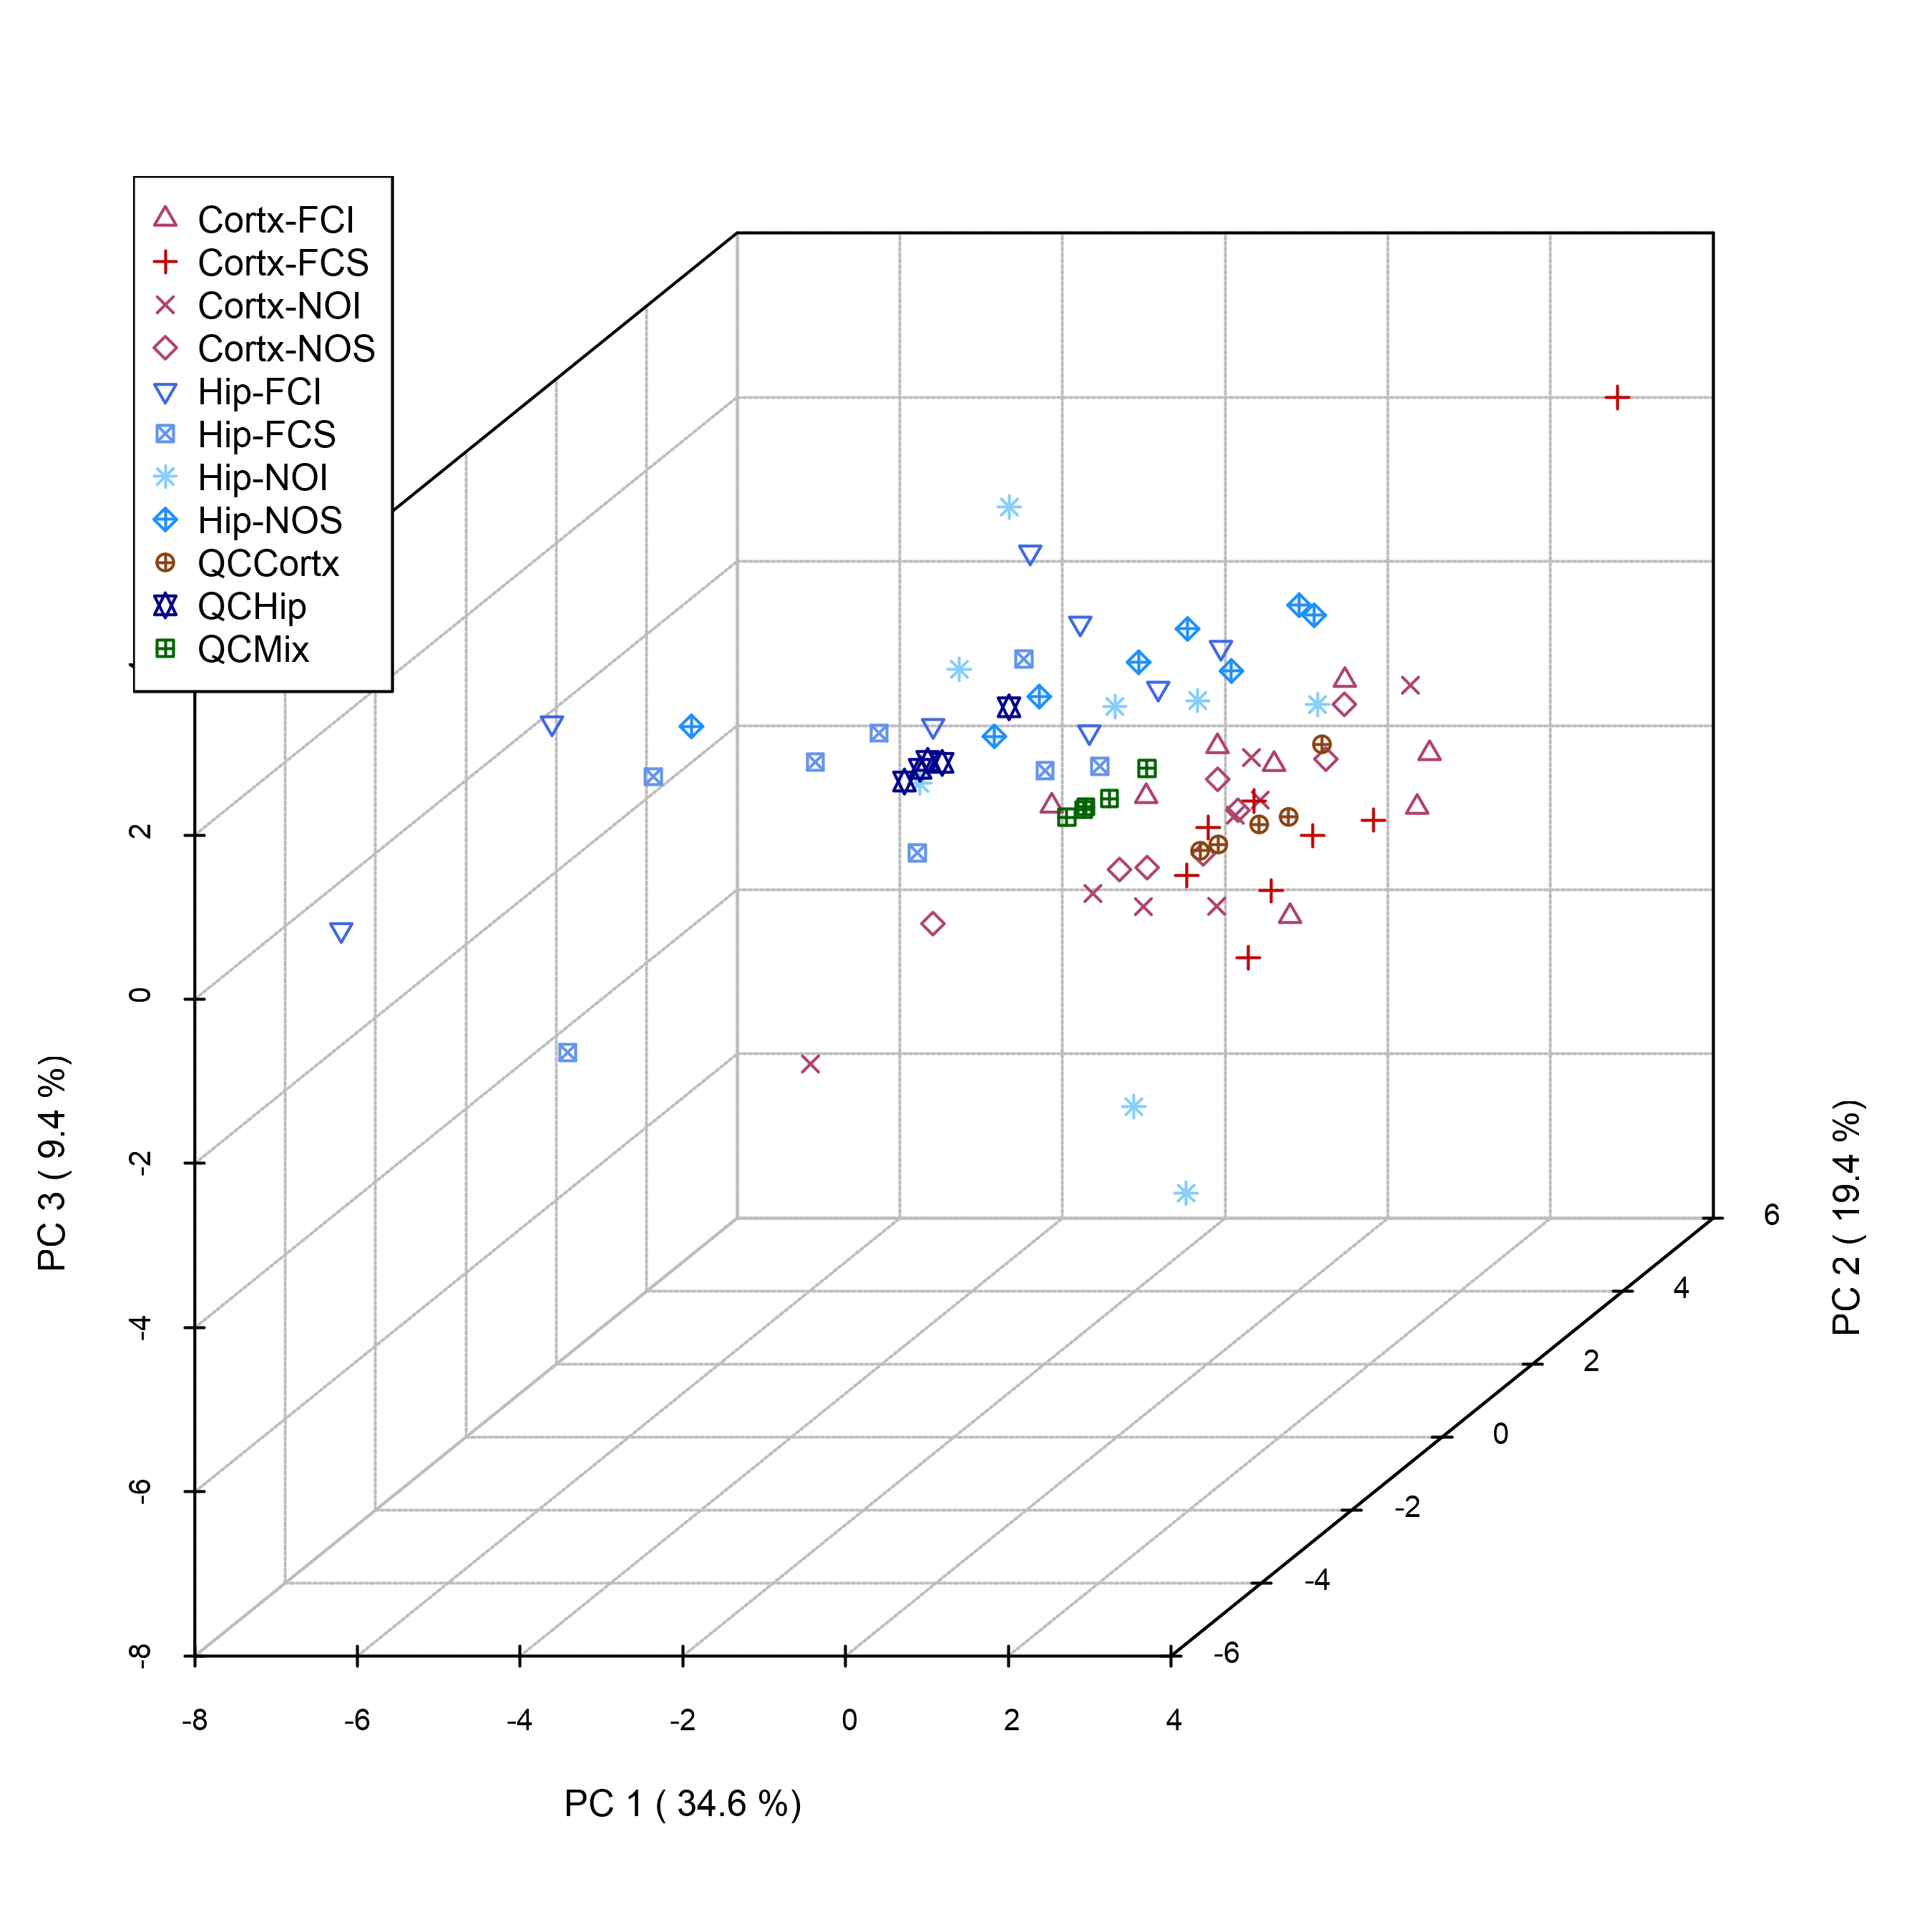 Cortx-FCI
Cortx-FCS
Cortx-NOI
Cortx-NOS
Hip-FCI
Hip-FCS
Hip-NOI
Hip-NOS
QCCortx
QCHip
QCMix
2
0
-2
-4
-6
-8
PC 3 ( 9.4 %)
6
4
2
0
-2
-4
-6
PC 2 ( 19.4 %)
-8 -6 -4 -2 0 2 4
PC 1 ( 34.6 %)